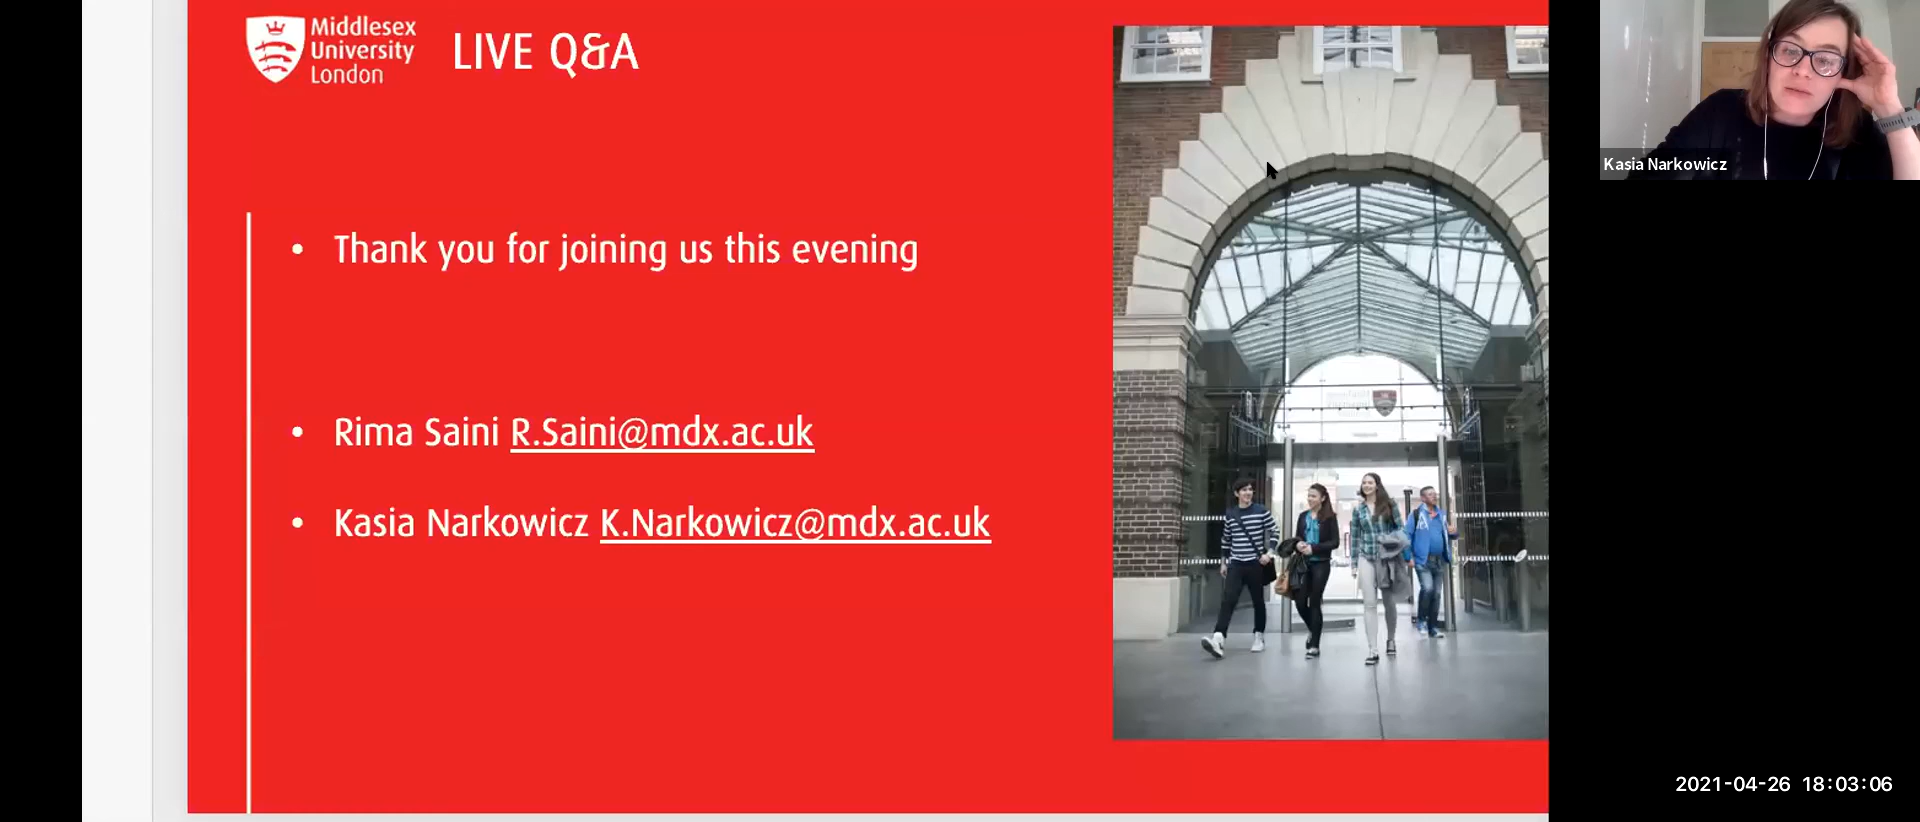 Middlesex
University
London
LIVE Q&A
• Thank you for joining us this evening
• Rima Saini R.Saini@mdx.ac.uk
• Kasia Narkowicz K.Narkowicz@mdx.ac.uk
Kasia Narkowicz
2021-04-26 18:03:06